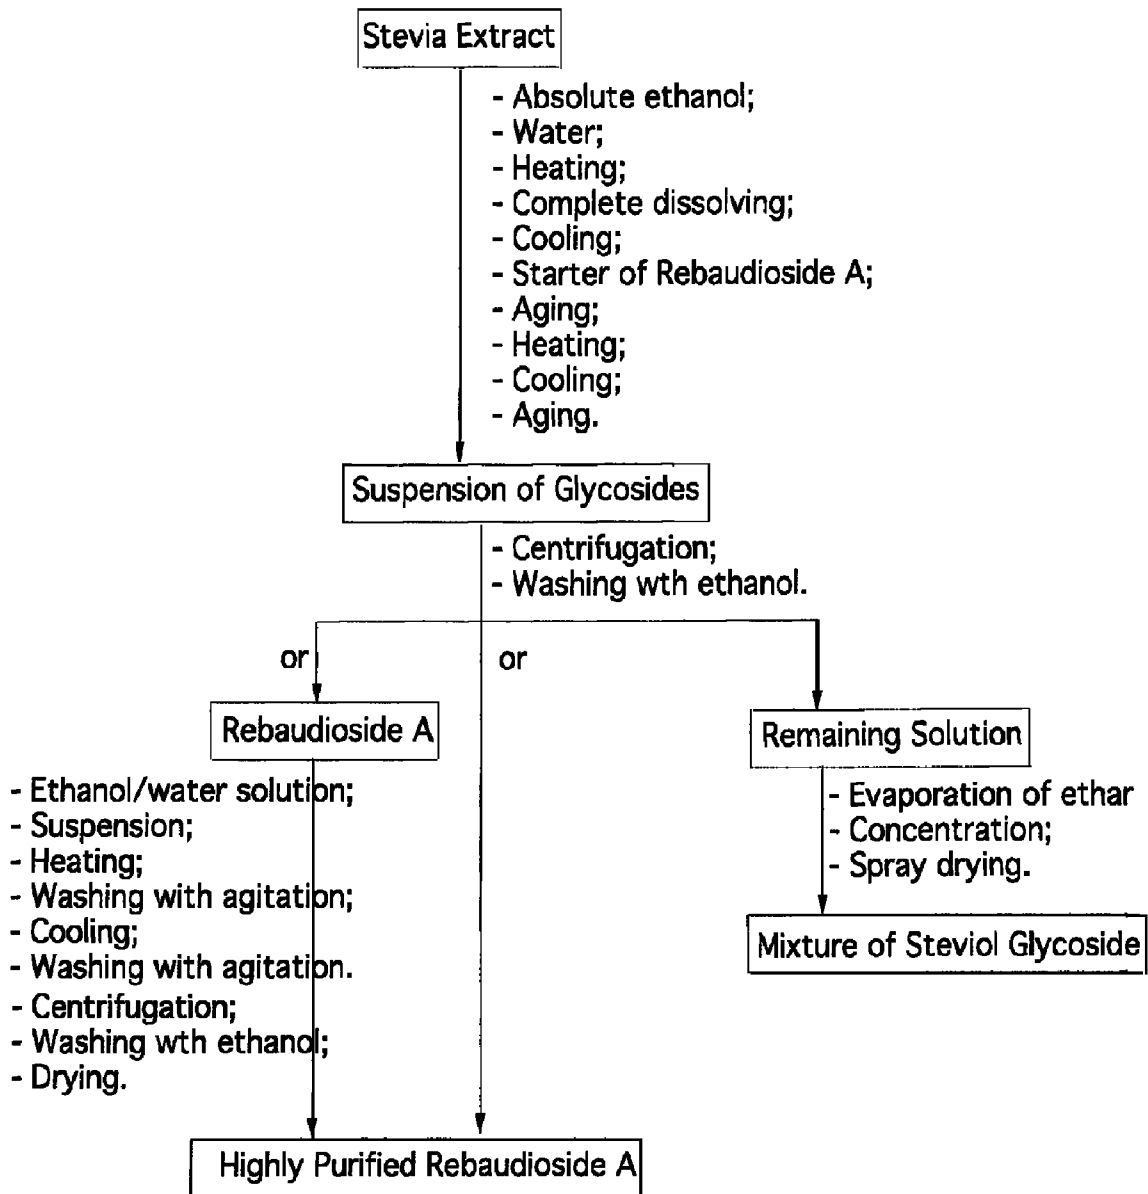 Stevia Extract
- Absolute ethanol;
- Water;
- Heating;
- Complete dissolving;
- Cooling;
- Starter of Rebaudioside A;
- Aging;
- Heating;
- Cooling;
- Aging.
Suspension of Glycosides
- Centrifugation;
- Washing wth ethanol.
or
or
Rebaudioside A
- Ethanol/water solution;
- Suspension;
- Heating;
- Washing with agitation;
- Cooling;
- Washing with agitation.
- Centrifugation;
- Washing wth ethanol;
- Drying.
Remaining Solution
- Evaporation of ethar
- Concentration;
- Spray drying.
Mixture of Steviol Glycoside
Highly Purified Rebaudioside A